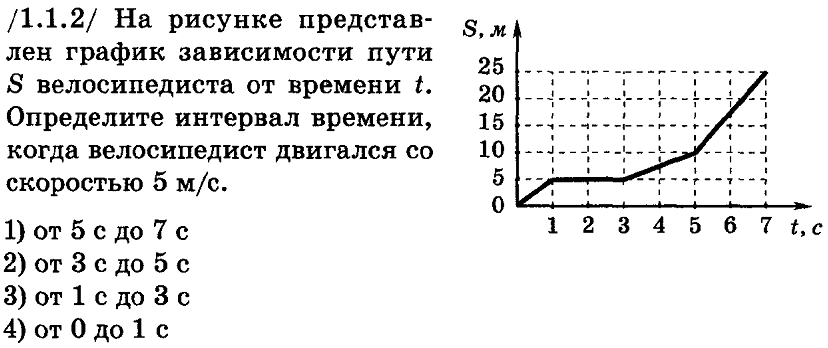 /1.1.2/ На рисунке представ-
лен график зависимости пути
S велосипедиста от времени t.
Определите интервал времени,
когда велосипедист двигался со
скоростью 5 м/с.
1) от 5 с до 7 с
2) от 3 с до 5 с
3) от 1 с до 3 с
4) от 0 до 1 с
S, м
25
20
15
10
5
0
1 2 3 4 5 6 7 t, с